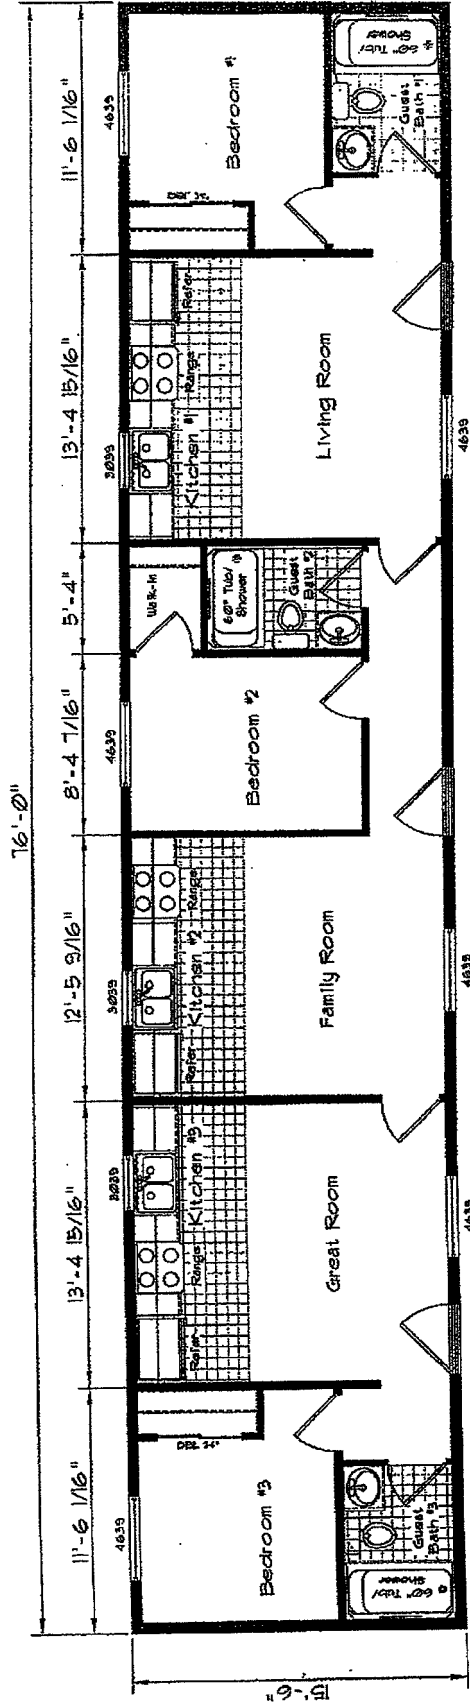 76'-0"
11'-6 1/16"
13'-4 15/16"
12'-5 9/16"
8'-4 7/16"
5'-4"
13'-4 15/16"
11'-6 1/16"
15'-6"
4639
3039
3039
4639
3039
4639
Bedroom #3
Guest
Bath #3
60" Tub/
Shower
Refer
Range
Kitchen #3
Great Room
Refer
Kitchen #2
Range
Family Room
Bedroom #2
Walk-In
60" Tub/
Shower
Guest
Bath #2
Kitchen #1
Range
Refer
Living Room
Bedroom #1
Guest
Bath #1
60" Tub/
Shower
4639
4639
4639